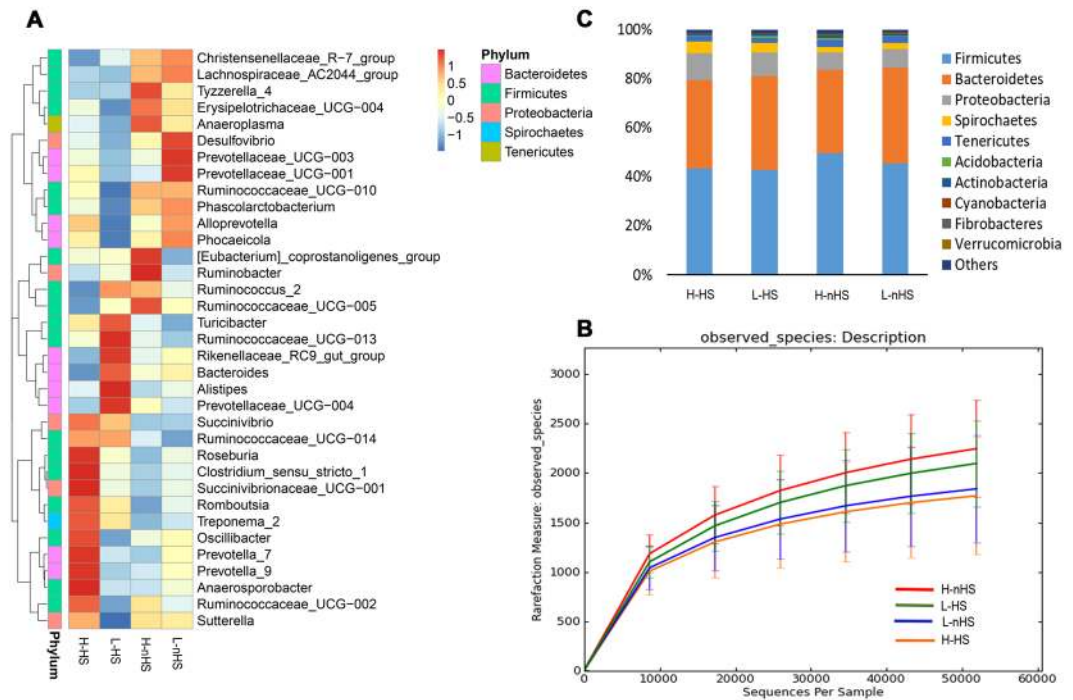 A
Christensenellaceae_R−7_group
Lachnospiraceae_AC2044_group
Tyzzerella_4
Erysipelotrichaceae_UCG−004
Anaeroplasma
Desulfovibrio
Prevotellaceae_UCG−003
Prevotellaceae_UCG−001
Ruminococcaceae_UCG−010
Phascolarctobacterium
Alloprevotella
Phocaeicola
[Eubacterium]_coprostanoligenes_group
Ruminobacter
Ruminococcus_2
Ruminococcaceae_UCG−005
Turicibacter
Ruminococcaceae_UCG−013
Rikenellaceae_RC9_gut_group
Bacteroides
Alistipes
Prevotellaceae_UCG−004
Succinivibrio
Ruminococcaceae_UCG−014
Roseburia
Clostridium_sensu_stricto_1
Succinivibrionaceae_UCG−001
Romboutsia
Treponema_2
Oscillibacter
Prevotella_7
Prevotella_9
Anaerosporobacter
Ruminococcaceae_UCG−002
Sutterella
Phylum
H-HS
L-HS
H-nHS
L-nHS
1
0.5
0
−0.5
−1
Phylum
Bacteroidetes
Firmicutes
Proteobacteria
Spirochaetes
Tenericutes
C
100%
80%
60%
40%
20%
0%
H-HS
L-HS
H-nHS
L-nHS
Firmicutes
Bacteroidetes
Proteobacteria
Spirochaetes
Tenericutes
Acidobacteria
Actinobacteria
Cyanobacteria
Fibrobacteres
Verrucomicrobia
Others
B
observed_species: Description
Rarefaction Measure: observed_species
3000
2500
2000
1500
1000
500
0
0
10000
20000
30000
40000
50000
60000
Sequences Per Sample
H-nHS
L-HS
L-nHS
H-HS